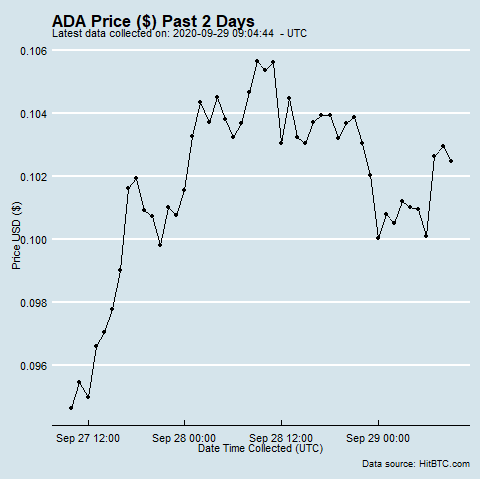 ADA Price ($) Past 2 Days
Latest data collected on: 2020-09-29 09:04:44 - UTC
Price USD ($)
0.106
0.104
0.102
0.100
0.098
0.096
Sep 27 12:00
Sep 28 00:00
Sep 28 12:00
Sep 29 00:00
Date Time Collected (UTC)
Data source: HitBTC.com